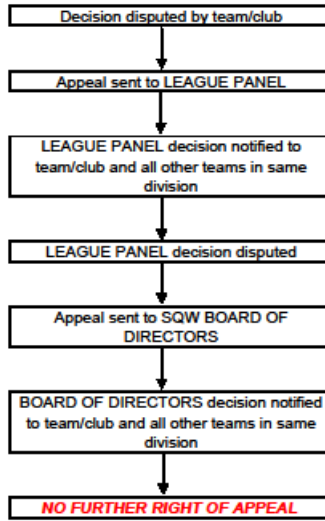 Decision disputed by team/club
Appeal sent to LEAGUE PANEL
LEAGUE PANEL decision notified to
team/club and all other teams in same
division
LEAGUE PANEL decision disputed
Appeal sent to SQW BOARD OF
DIRECTORS
BOARD OF DIRECTORS decision notified
to team/club and all other teams in same
division
NO FURTHER RIGHT OF APPEAL